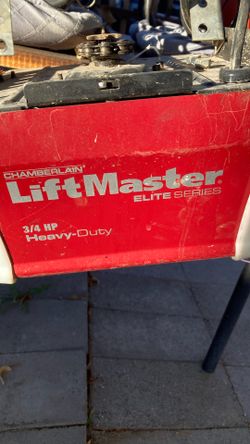 CHAMBERLAIN®
LiftMaster®
ELITE SERIES
3/4 HP
Heavy-Duty